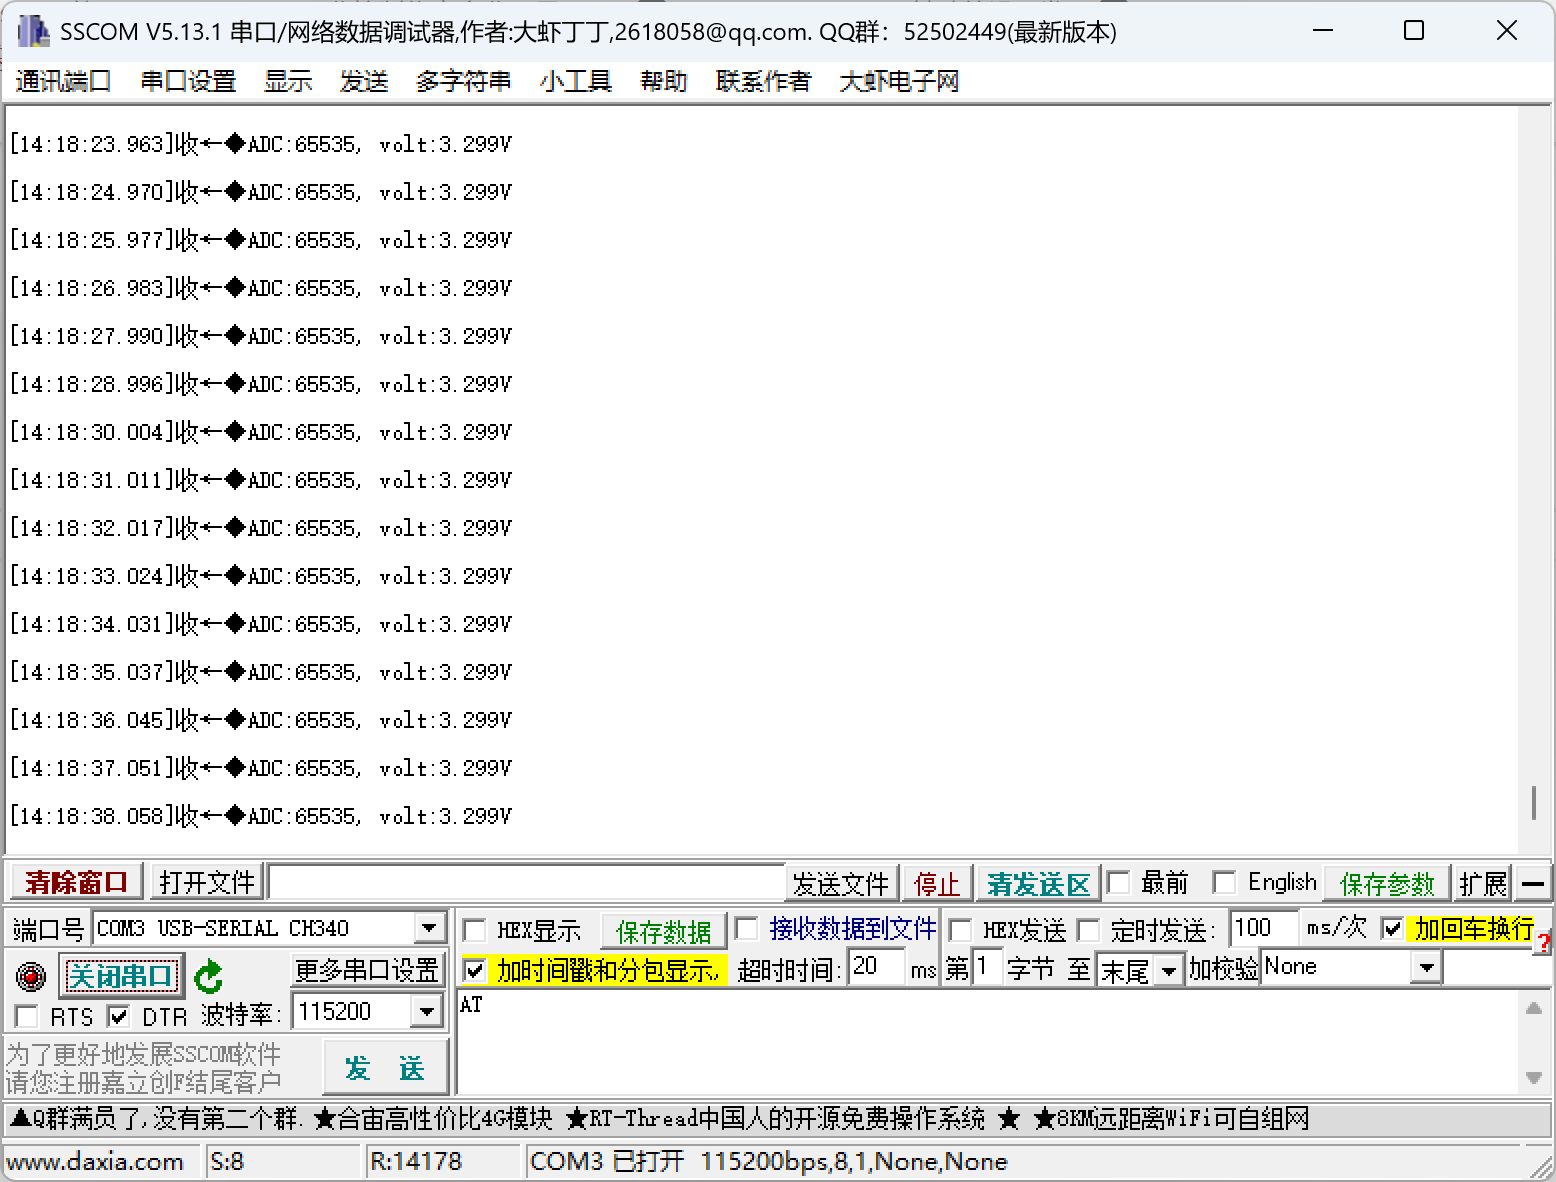 SSCOM V5.13.1 串口/网络数据调试器,作者:大虾丁丁,2618058@qq.com. QQ群：52502449(最新版本)
通讯端口 串口设置 显示 发送 多字符串 小工具 帮助 联系作者 大虾电子网
[14:18:23.963]收←◆ADC:65535, volt:3.299V
[14:18:24.970]收←◆ADC:65535, volt:3.299V
[14:18:25.977]收←◆ADC:65535, volt:3.299V
[14:18:26.983]收←◆ADC:65535, volt:3.299V
[14:18:27.990]收←◆ADC:65535, volt:3.299V
[14:18:28.996]收←◆ADC:65535, volt:3.299V
[14:18:30.004]收←◆ADC:65535, volt:3.299V
[14:18:31.011]收←◆ADC:65535, volt:3.299V
[14:18:32.017]收←◆ADC:65535, volt:3.299V
[14:18:33.024]收←◆ADC:65535, volt:3.299V
[14:18:34.031]收←◆ADC:65535, volt:3.299V
[14:18:35.037]收←◆ADC:65535, volt:3.299V
[14:18:36.045]收←◆ADC:65535, volt:3.299V
[14:18:37.051]收←◆ADC:65535, volt:3.299V
[14:18:38.058]收←◆ADC:65535, volt:3.299V
清除窗口 打开文件 发送文件 停止 清发送区 最前 English 保存参数 扩展 —
端口号 COM3 USB-SERIAL CH340 HEX显示 保存数据 接收数据到文件 HEX发送 定时发送: 100 ms/次 加回车换行 ?
关闭串口 更多串口设置 加时间戳和分包显示, 超时时间: 20 ms 第 1 字节 至 末尾 加校验 None
RTS DTR 波特率: 115200 AT
为了更好地发展SSCOM软件
请您注册嘉立创F结尾客户
发 送
▲Q群满员了,没有第二个群. ★合宙高性价比4G模块 ★RT-Thread中国人的开源免费操作系统 ★ ★8KM远距离WiFi可自组网
www.daxia.com S:8 R:14178 COM3 已打开 115200bps,8,1,None,None